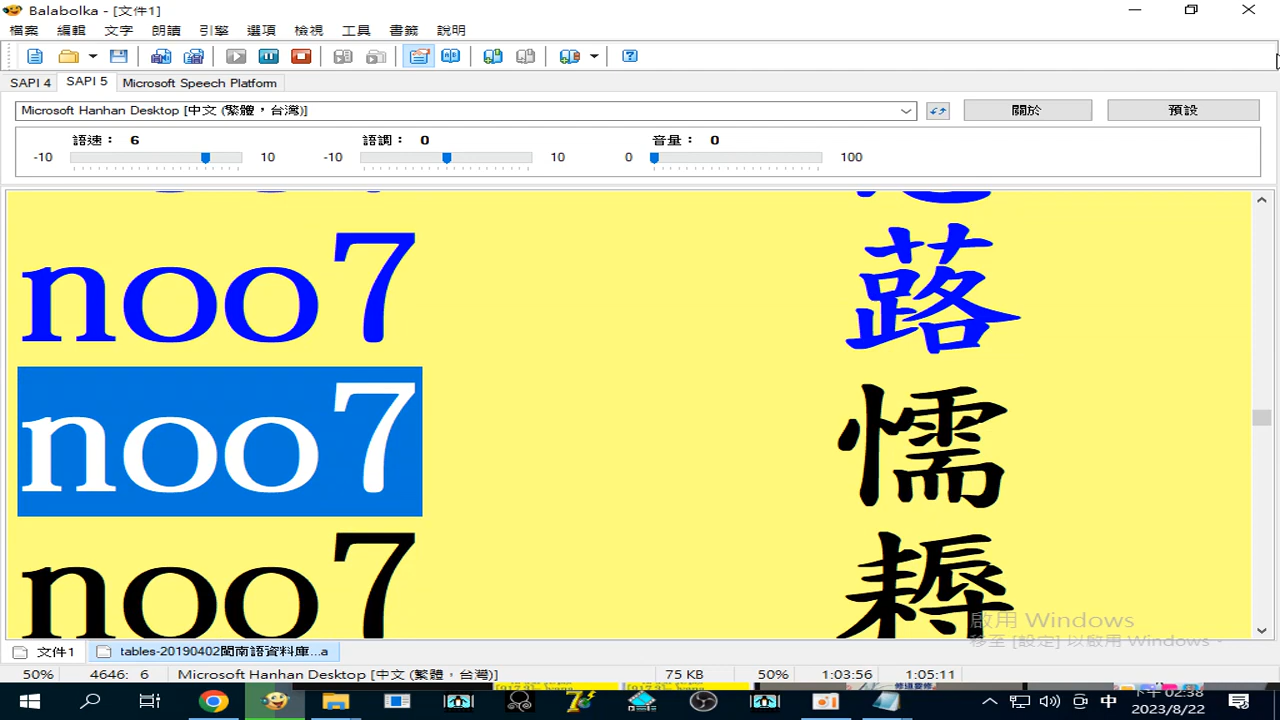 Balabolka - [文件1]
檔案 編輯 文字 朗讀 引擎 選項 檢視 工具 書籤 說明
SAPI 4 SAPI 5 Microsoft Speech Platform
Microsoft Hanhan Desktop [中文 (繁體，台灣)] 關於 預設
語速： 6 語調： 0 音量： 0
-10 10 -10 10 0 100
noo7 蕗
noo7 懦
noo7 耨
啟用 Windows
移至 [設定] 以啟用 Windows。
文件1 tables-20190402閩南語資料庫...a
50% 4646: 6 Microsoft Hanhan Desktop [中文 (繁體，台灣)] 75 KB 50% 1:03:56 1:05:11
中 下午 02:38
2023/8/22